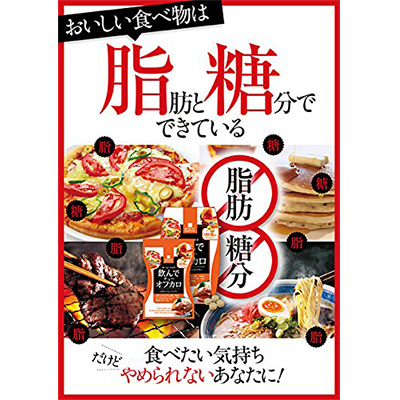 おいしい食べ物は
脂肪と糖分で
できている
脂
糖
脂肪
糖分
糖
糖
脂
飲んで
オフカロ
脂
脂
脂
だけど
食べたい気持ち
やめられないあなたに！